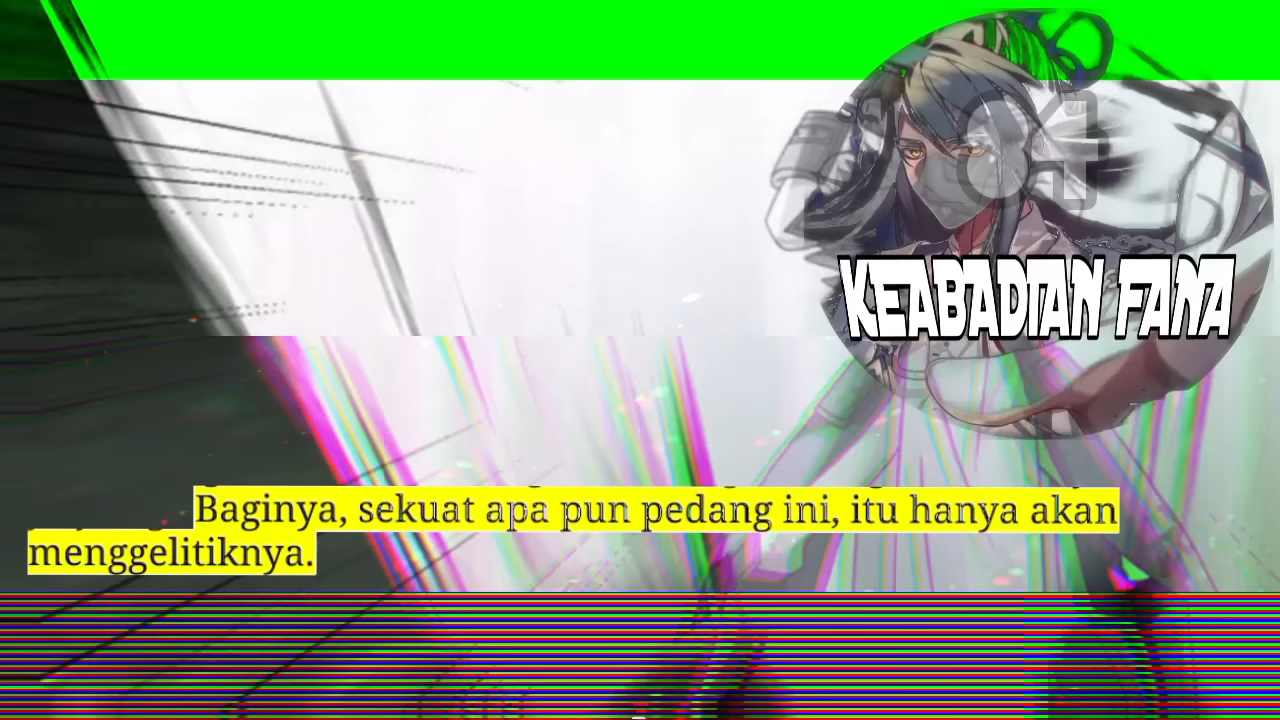 KEABADIAN FANA
Baginya, sekuat apa pun pedang ini, itu hanya akan
menggelitiknya.